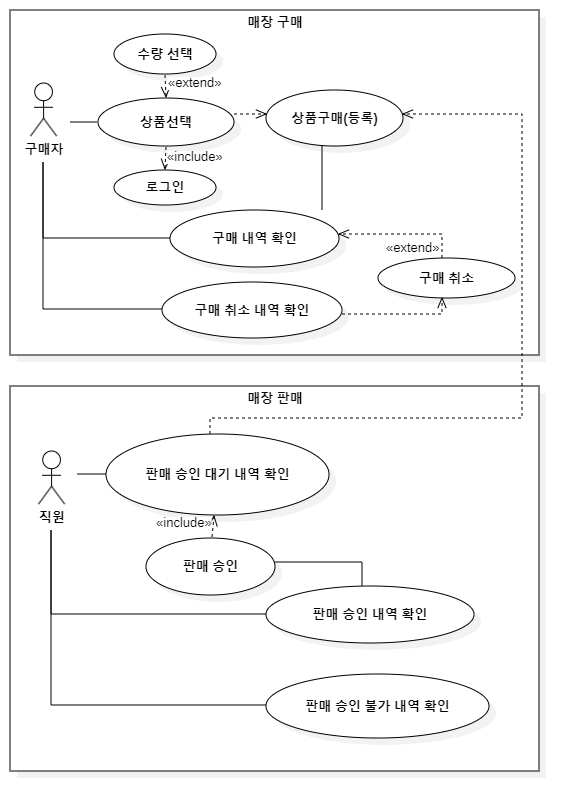 매장 구매
수량 선택
«extend»
상품선택
상품구매(등록)
구매자
«include»
로그인
구매 내역 확인
«extend»
구매 취소
구매 취소 내역 확인
매장 판매
판매 승인 대기 내역 확인
직원
«include»
판매 승인
판매 승인 내역 확인
판매 승인 불가 내역 확인